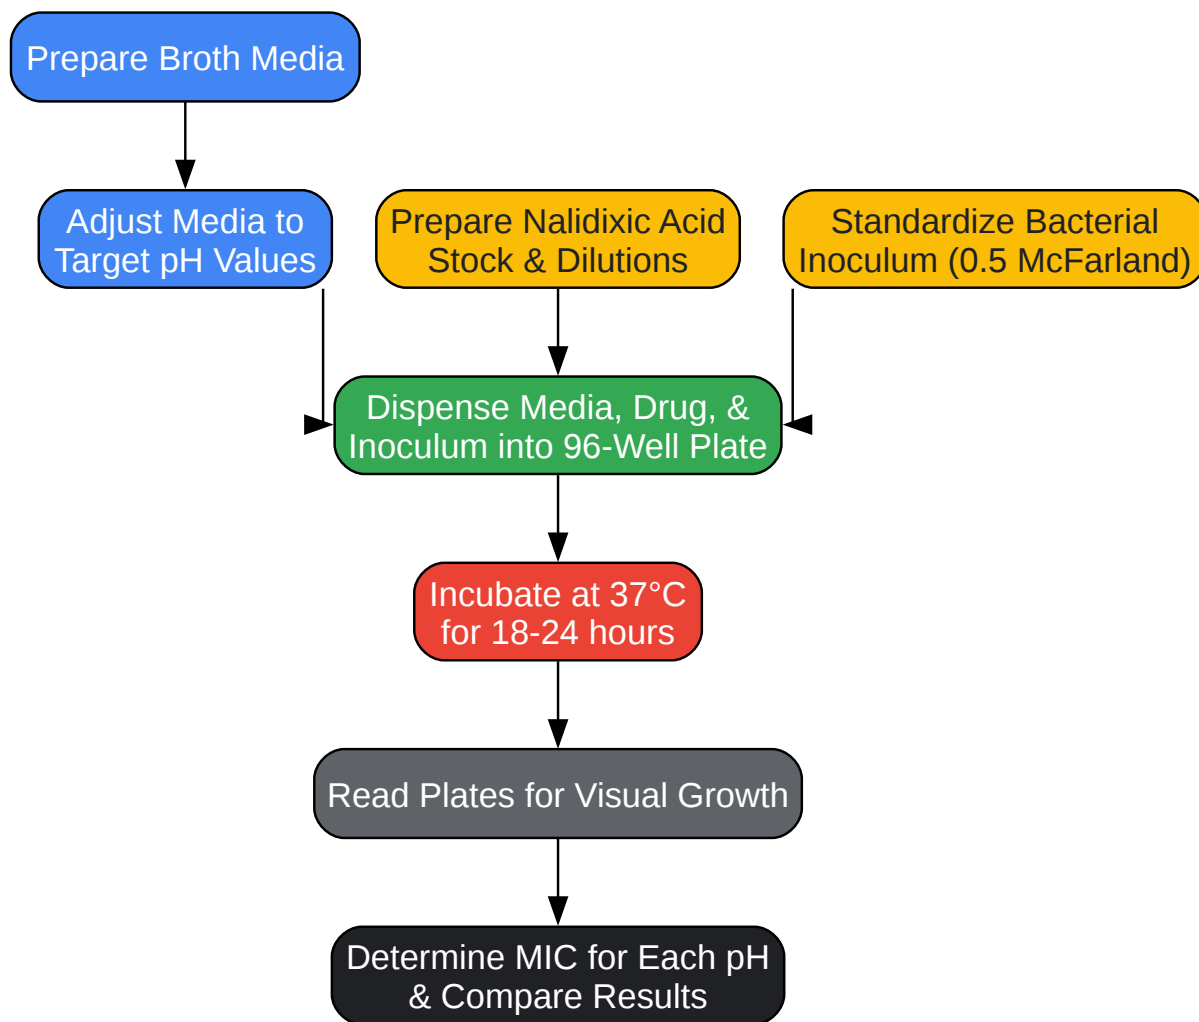 Prepare Broth Media
Adjust Media to
Target pH Values
Prepare Nalidixic Acid
Stock & Dilutions
Standardize Bacterial
Inoculum (0.5 McFarland)
Dispense Media, Drug, &
Inoculum into 96-Well Plate
Incubate at 37°C
for 18-24 hours
Read Plates for Visual Growth
Determine MIC for Each pH
& Compare Results